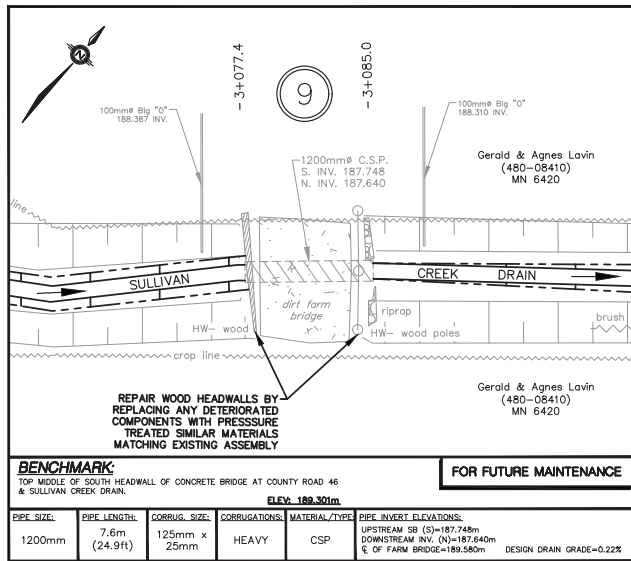 N
- 3+077.4
9
- 3+085.0
100mmø Big "O"
188.387 INV.
100mmø Big "O"
188.310 INV.
1200mmø C.S.P.
S. INV. 187.748
N. INV. 187.640
Gerald & Agnes Lavin
(480-08410)
MN 6420
line
SULLIVAN
CREEK DRAIN
dirt farm
bridge
riprap
brush
HW- wood
HW- wood poles
crop line
REPAIR WOOD HEADWALLS BY
REPLACING ANY DETERIORATED
COMPONENTS WITH PRESSSURE
TREATED SIMILAR MATERIALS
MATCHING EXISTING ASSEMBLY
Gerald & Agnes Lavin
(480-08410)
MN 6420
BENCHMARK:
TOP MIDDLE OF SOUTH HEADWALL OF CONCRETE BRIDGE AT COUNTY ROAD 46
& SULLIVAN CREEK DRAIN.
ELEV: 189.301m
FOR FUTURE MAINTENANCE
PIPE SIZE:
1200mm
PIPE LENGTH:
7.6m
(24.9ft)
CORRUG. SIZE:
125mm x
25mm
CORRUGATIONS:
HEAVY
MATERIAL/TYPE:
CSP
PIPE INVERT ELEVATIONS:
UPSTREAM SB (S)=187.748m
DOWNSTREAM INV. (N)=187.640m
℄ OF FARM BRIDGE=189.580m DESIGN DRAIN GRADE=0.22%